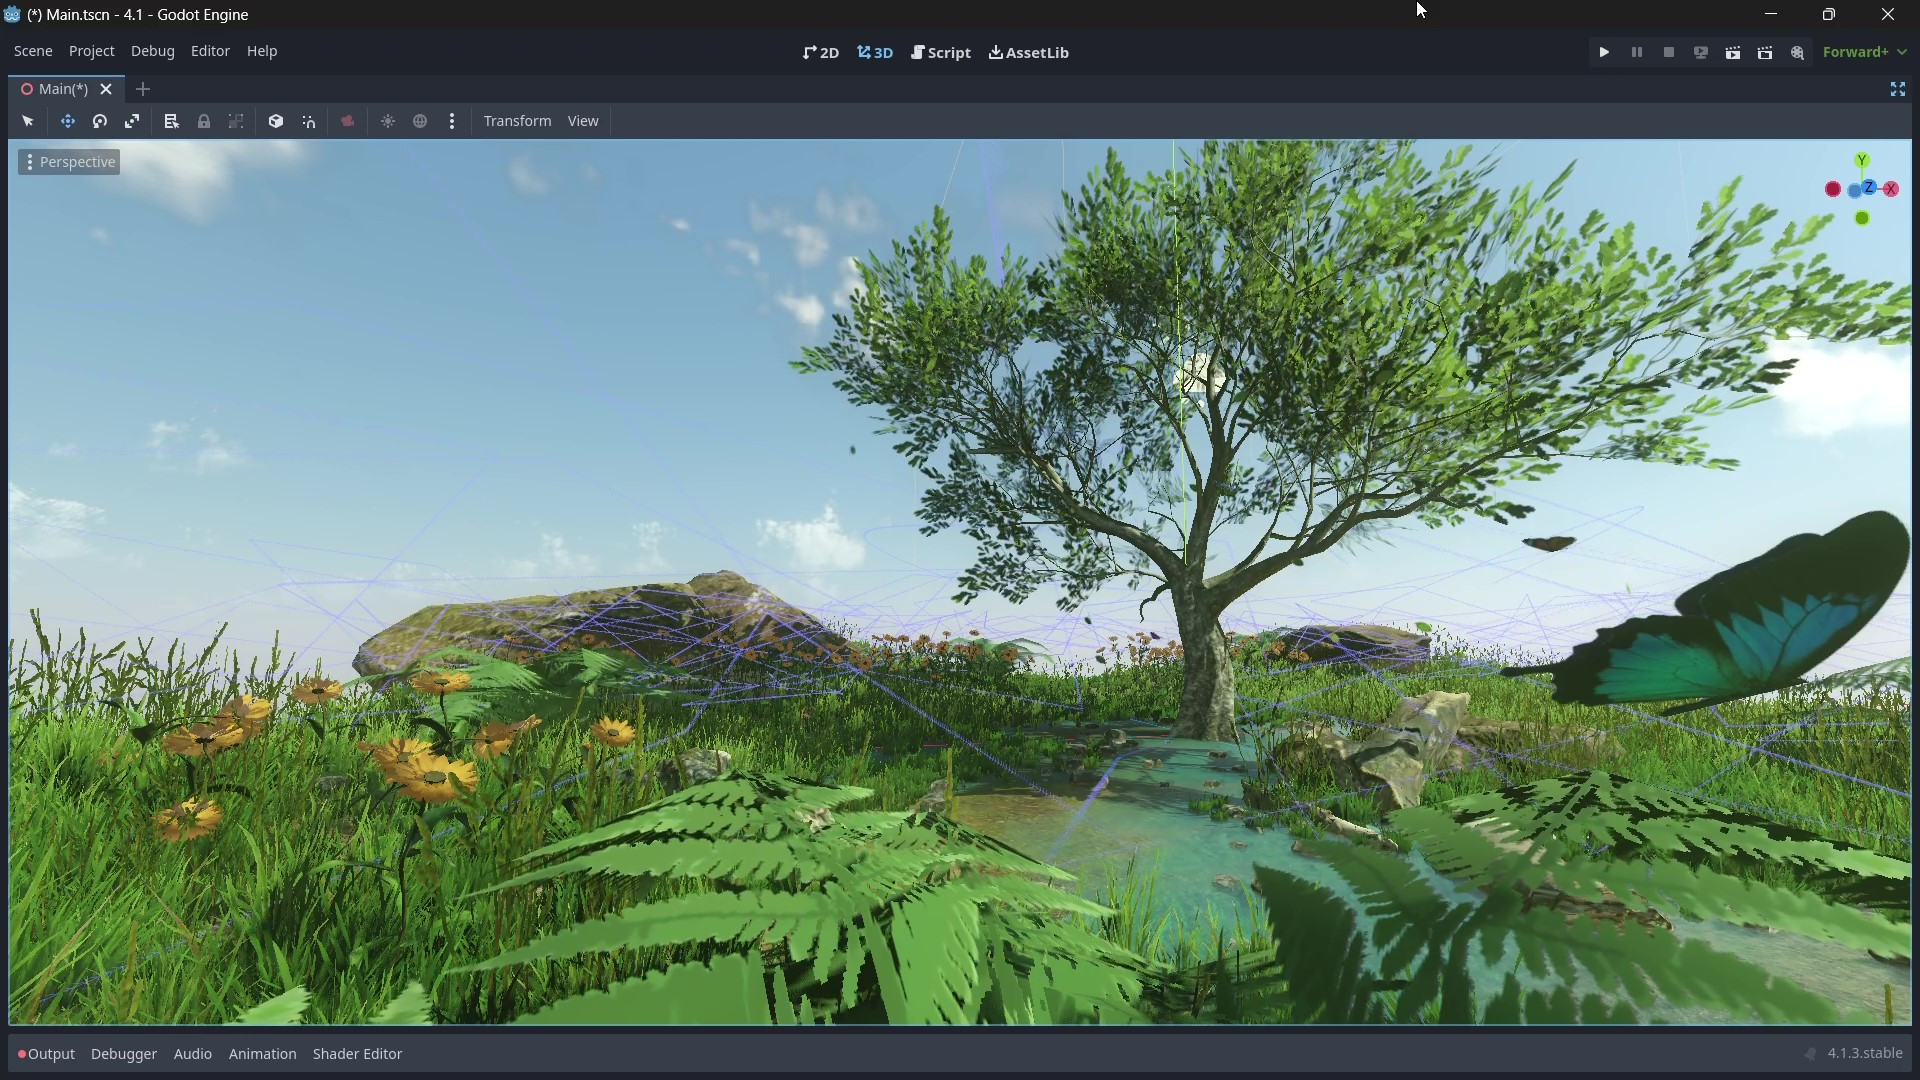 (*) Main.tscn - 4.1 - Godot Engine
Scene Project Debug Editor Help 2D 3D Script AssetLib Forward+
Main(*)
Transform View
Perspective
Y
Z X
Output Debugger Audio Animation Shader Editor 4.1.3.stable